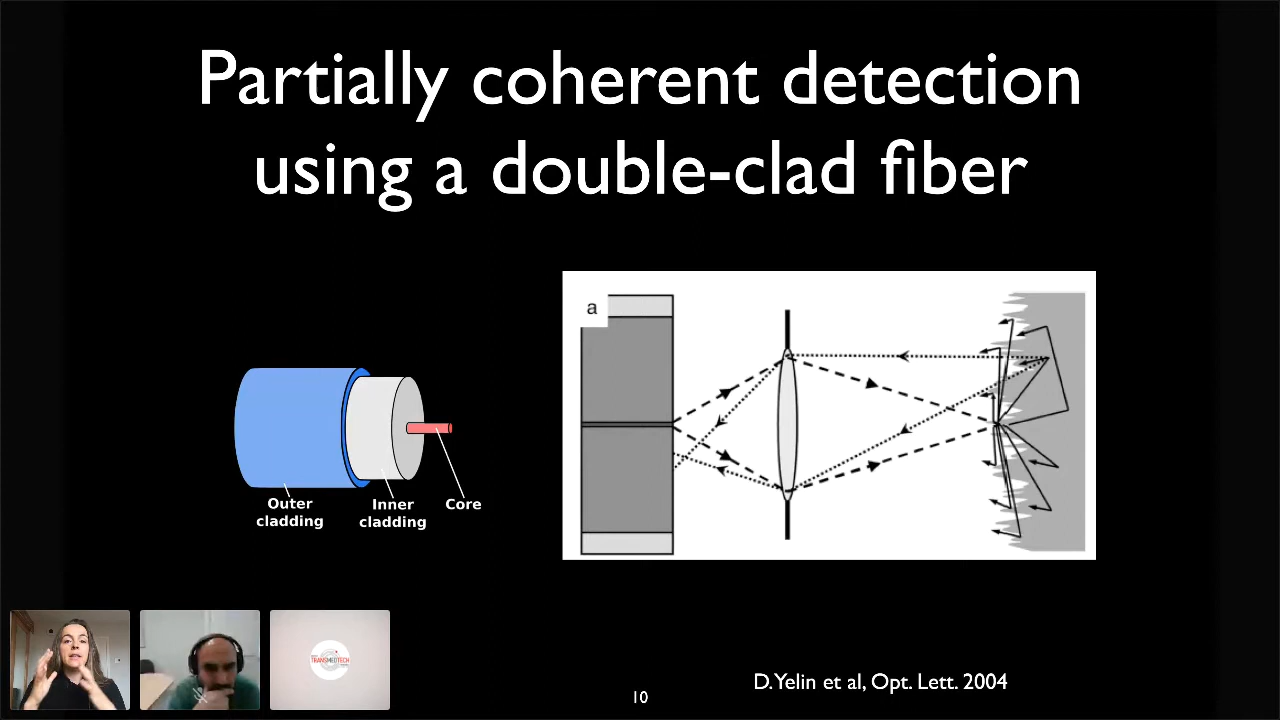 Partially coherent detection
using a double-clad fiber
a
Outer
cladding
Inner
cladding
Core
TRANSMEDTECH
D.Yelin et al, Opt. Lett. 2004
10